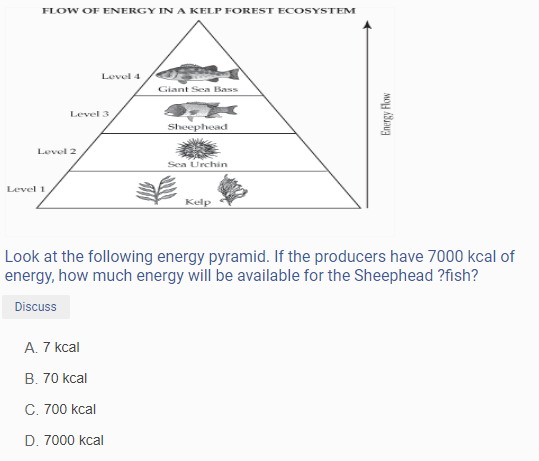 FLOW OF ENERGY IN A KELP FOREST ECOSYSTEM
Level 4
Giant Sea Bass
Level 3
Sheephead
Level 2
Sea Urchin
Level 1
Kelp
Energy Flow
Look at the following energy pyramid. If the producers have 7000 kcal of
energy, how much energy will be available for the Sheephead ?fish?
Discuss
A. 7 kcal
B. 70 kcal
C. 700 kcal
D. 7000 kcal